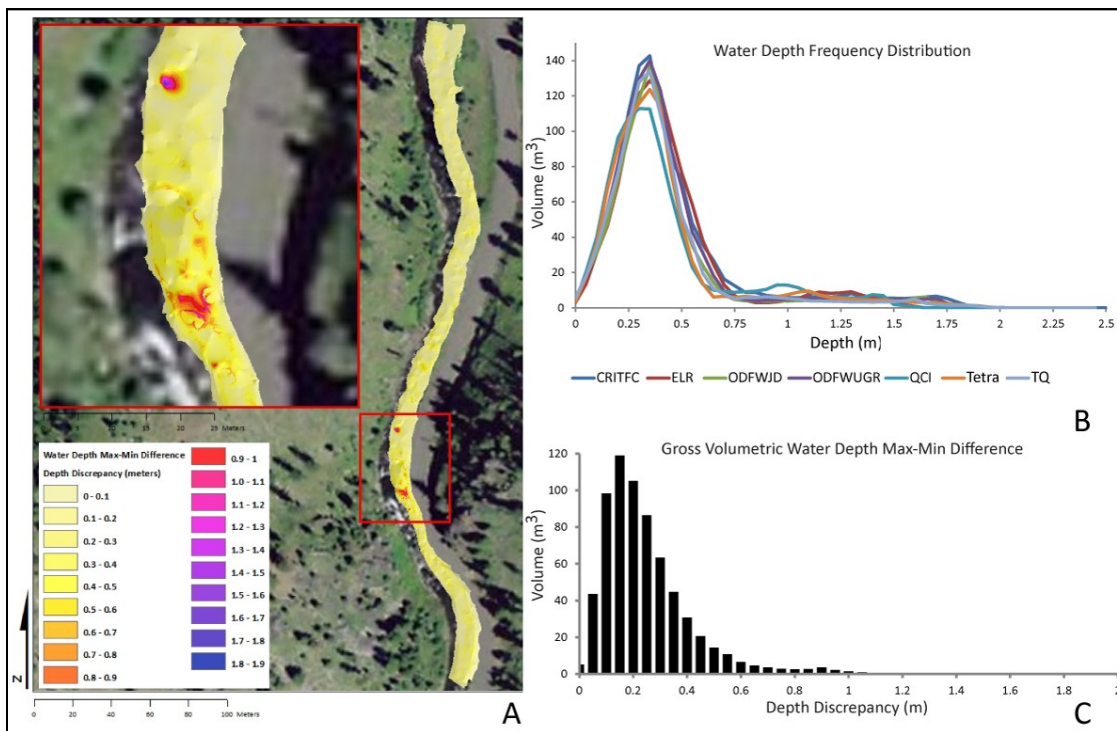 0 5 10 20 25 Meters
Water Depth Max-Min Difference
Depth Discrepancy (meters)
0 - 0.1
0.1 - 0.2
0.2 - 0.3
0.3 - 0.4
0.4 - 0.5
0.5 - 0.6
0.6 - 0.7
0.7 - 0.8
0.8 - 0.9
0.9 - 1
1.0 - 1.1
1.1 - 1.2
1.2 - 1.3
1.3 - 1.4
1.4 - 1.5
1.5 - 1.6
1.6 - 1.7
1.7 - 1.8
1.8 - 1.9
N
0 20 40 60 80 100 Meters
A
Water Depth Frequency Distribution
Volume (m³)
140
120
100
80
60
40
20
0
0 0.25 0.5 0.75 1 1.25 1.5 1.75 2 2.25 2.5
Depth (m)
CRITFC ELR ODFWJD ODFWUGR QCI Tetra TQ
B
Gross Volumetric Water Depth Max-Min Difference
Volume (m³)
120
100
80
60
40
20
0
0 0.2 0.4 0.6 0.8 1 1.2 1.4 1.6 1.8 2
Depth Discrepancy (m)
C